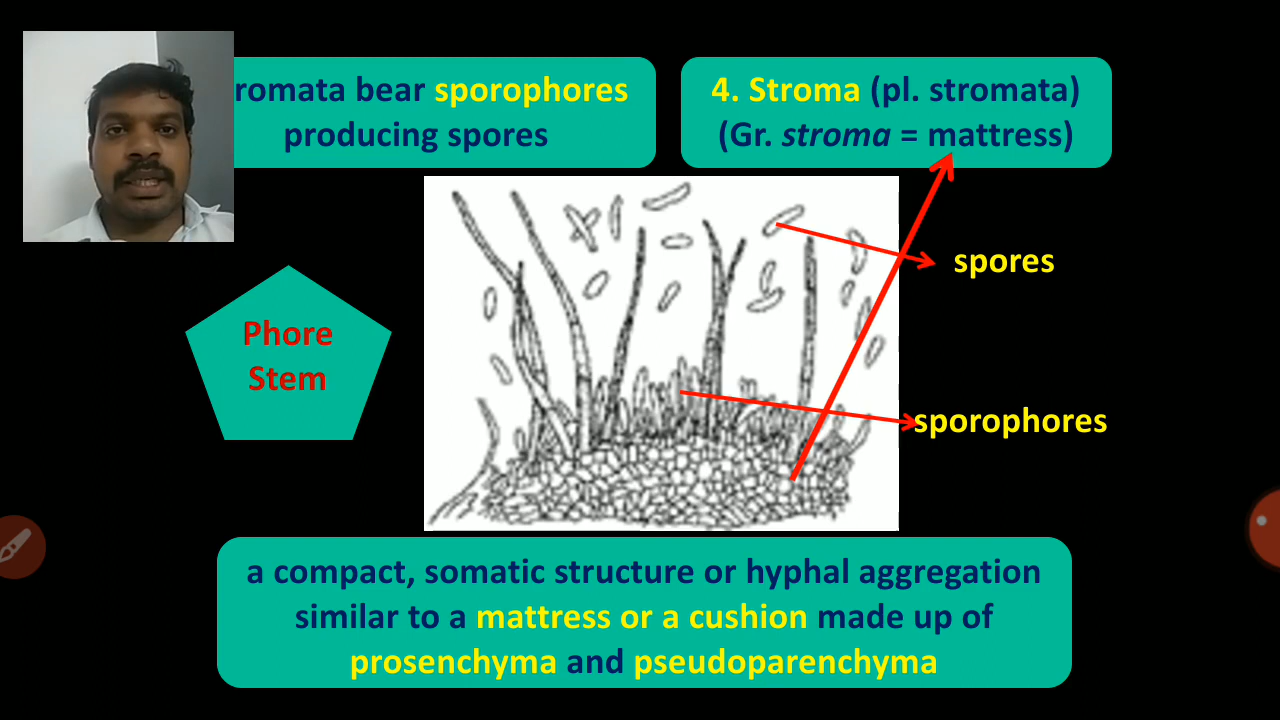 romata bear sporophores
producing spores
4. Stroma (pl. stromata)
(Gr. stroma = mattress)
spores
Phore
Stem
sporophores
a compact, somatic structure or hyphal aggregation
similar to a mattress or a cushion made up of
prosenchyma and pseudoparenchyma